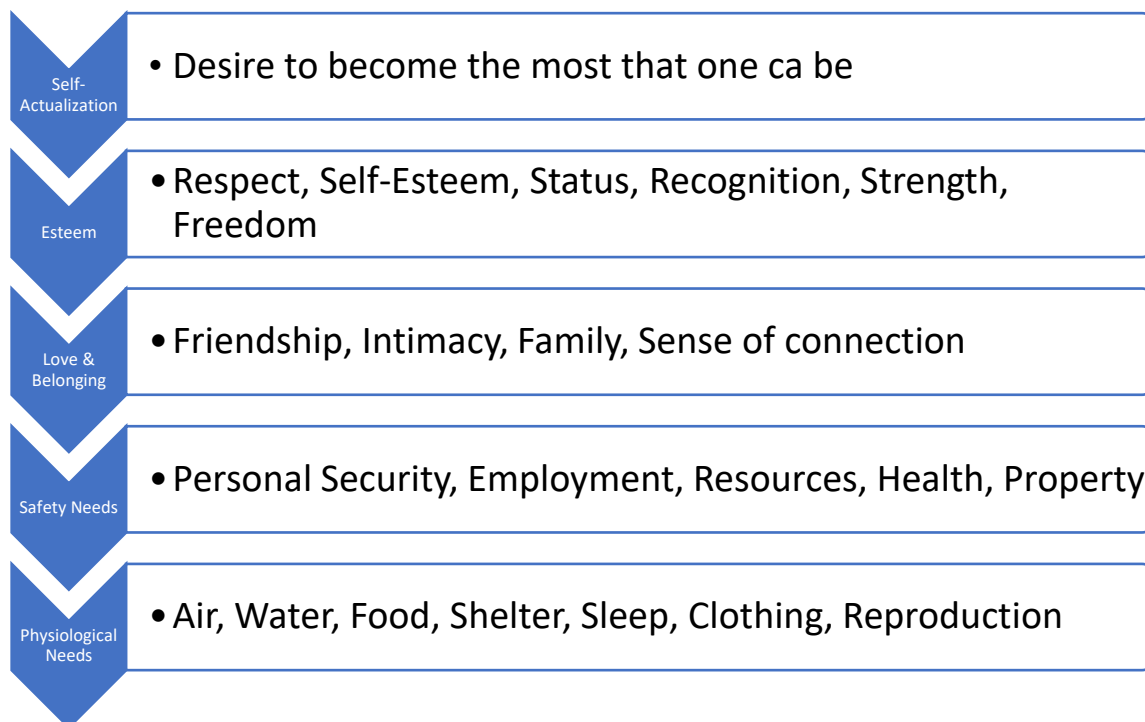 Self-
Actualization
• Desire to become the most that one ca be
Esteem
• Respect, Self-Esteem, Status, Recognition, Strength,
Freedom
Love &
Belonging
• Friendship, Intimacy, Family, Sense of connection
Safety Needs
• Personal Security, Employment, Resources, Health, Property
Physiological
Needs
• Air, Water, Food, Shelter, Sleep, Clothing, Reproduction